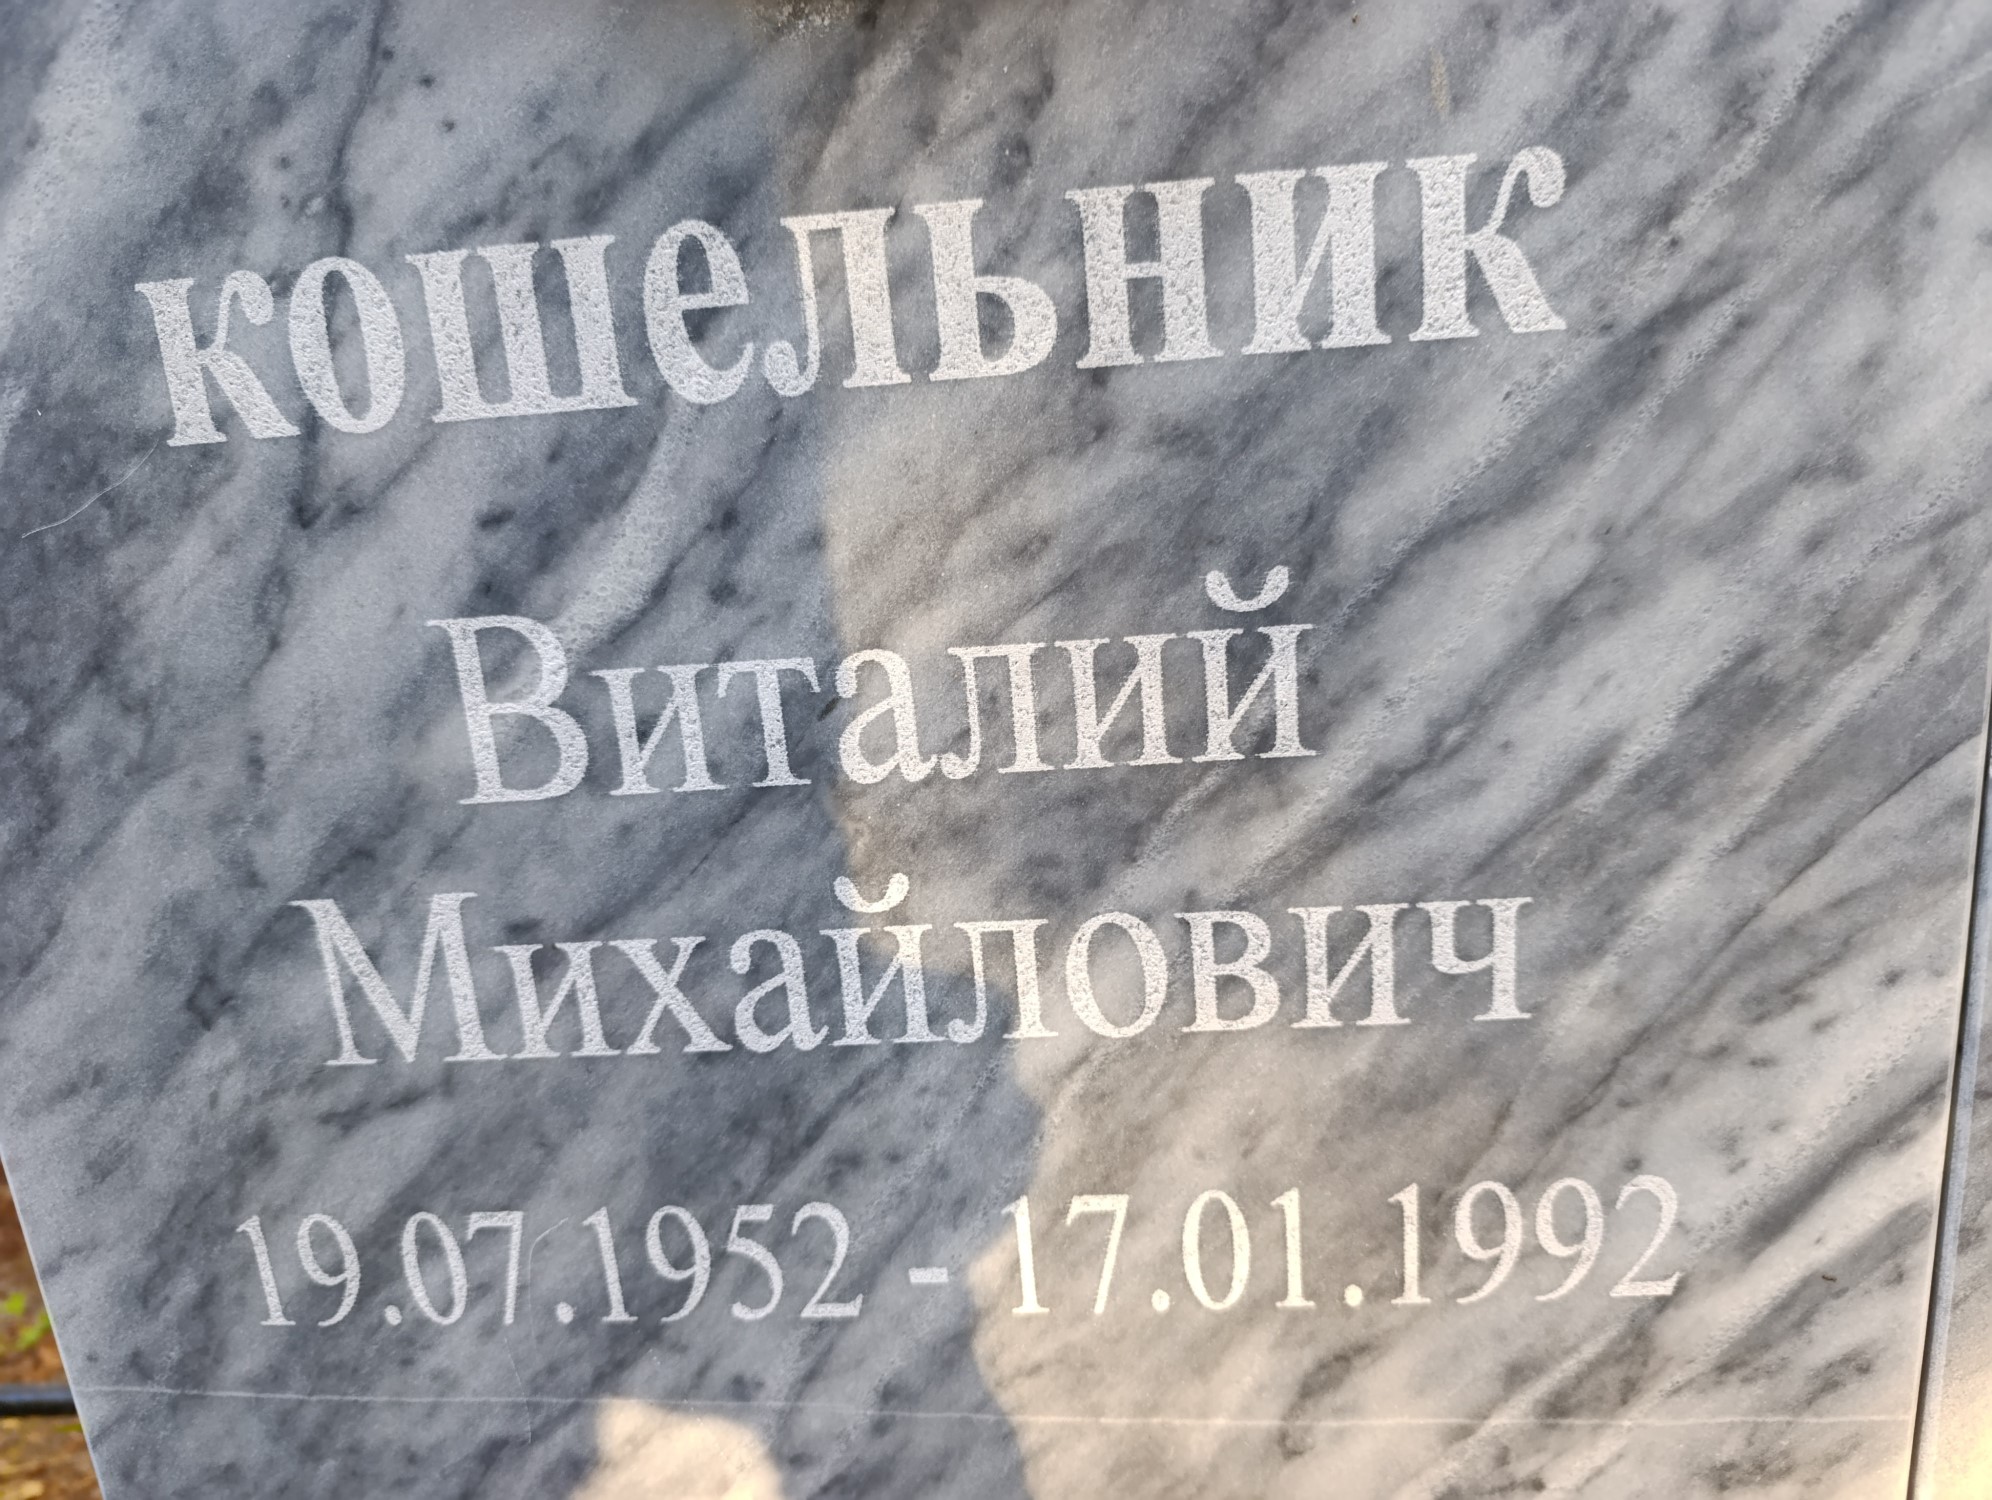 кошельник
Виталий
Михайлович
19.07.1952 - 17.01.1992